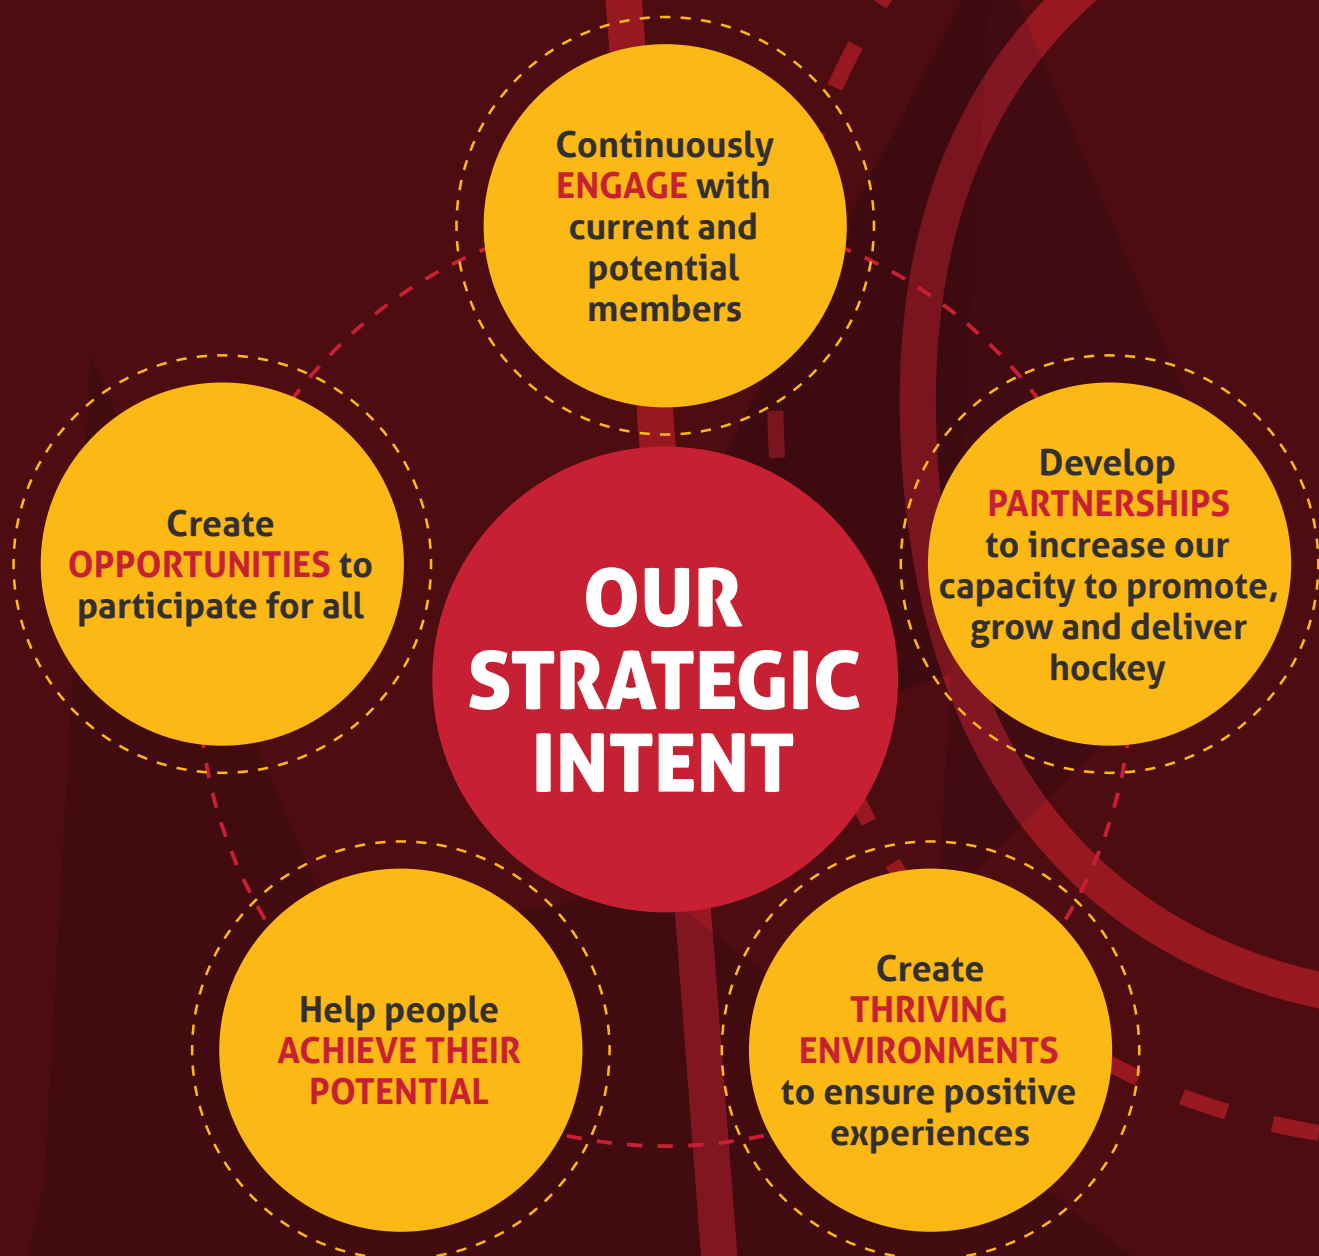 Continuously
ENGAGE with
current and
potential
members
Develop
PARTNERSHIPS
to increase our
capacity to promote,
grow and deliver
hockey
Create
OPPORTUNITIES to
participate for all
OUR
STRATEGIC
INTENT
Create
THRIVING
ENVIRONMENTS
to ensure positive
experiences
Help people
ACHIEVE THEIR
POTENTIAL